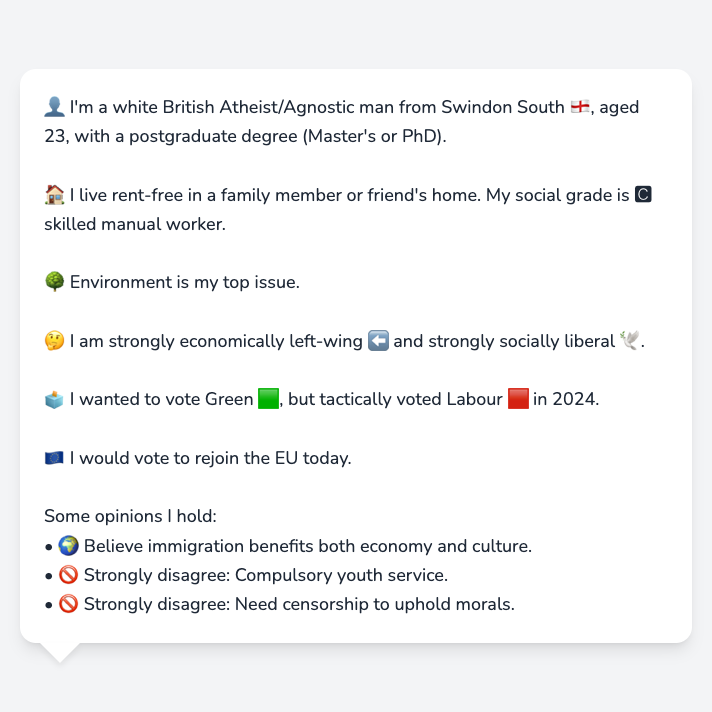 👤 I'm a white British Atheist/Agnostic man from Swindon South 🏴󠁧󠁢󠁥󠁮󠁧󠁿, aged
23, with a postgraduate degree (Master's or PhD).
🏠 I live rent-free in a family member or friend's home. My social grade is 🅲
skilled manual worker.
🌳 Environment is my top issue.
🤔 I am strongly economically left-wing ⬅️ and strongly socially liberal 🕊️.
🗳️ I wanted to vote Green 🟩, but tactically voted Labour 🟥 in 2024.
🇪🇺 I would vote to rejoin the EU today.
Some opinions I hold:
• 🌍 Believe immigration benefits both economy and culture.
• 🚫 Strongly disagree: Compulsory youth service.
• 🚫 Strongly disagree: Need censorship to uphold morals.